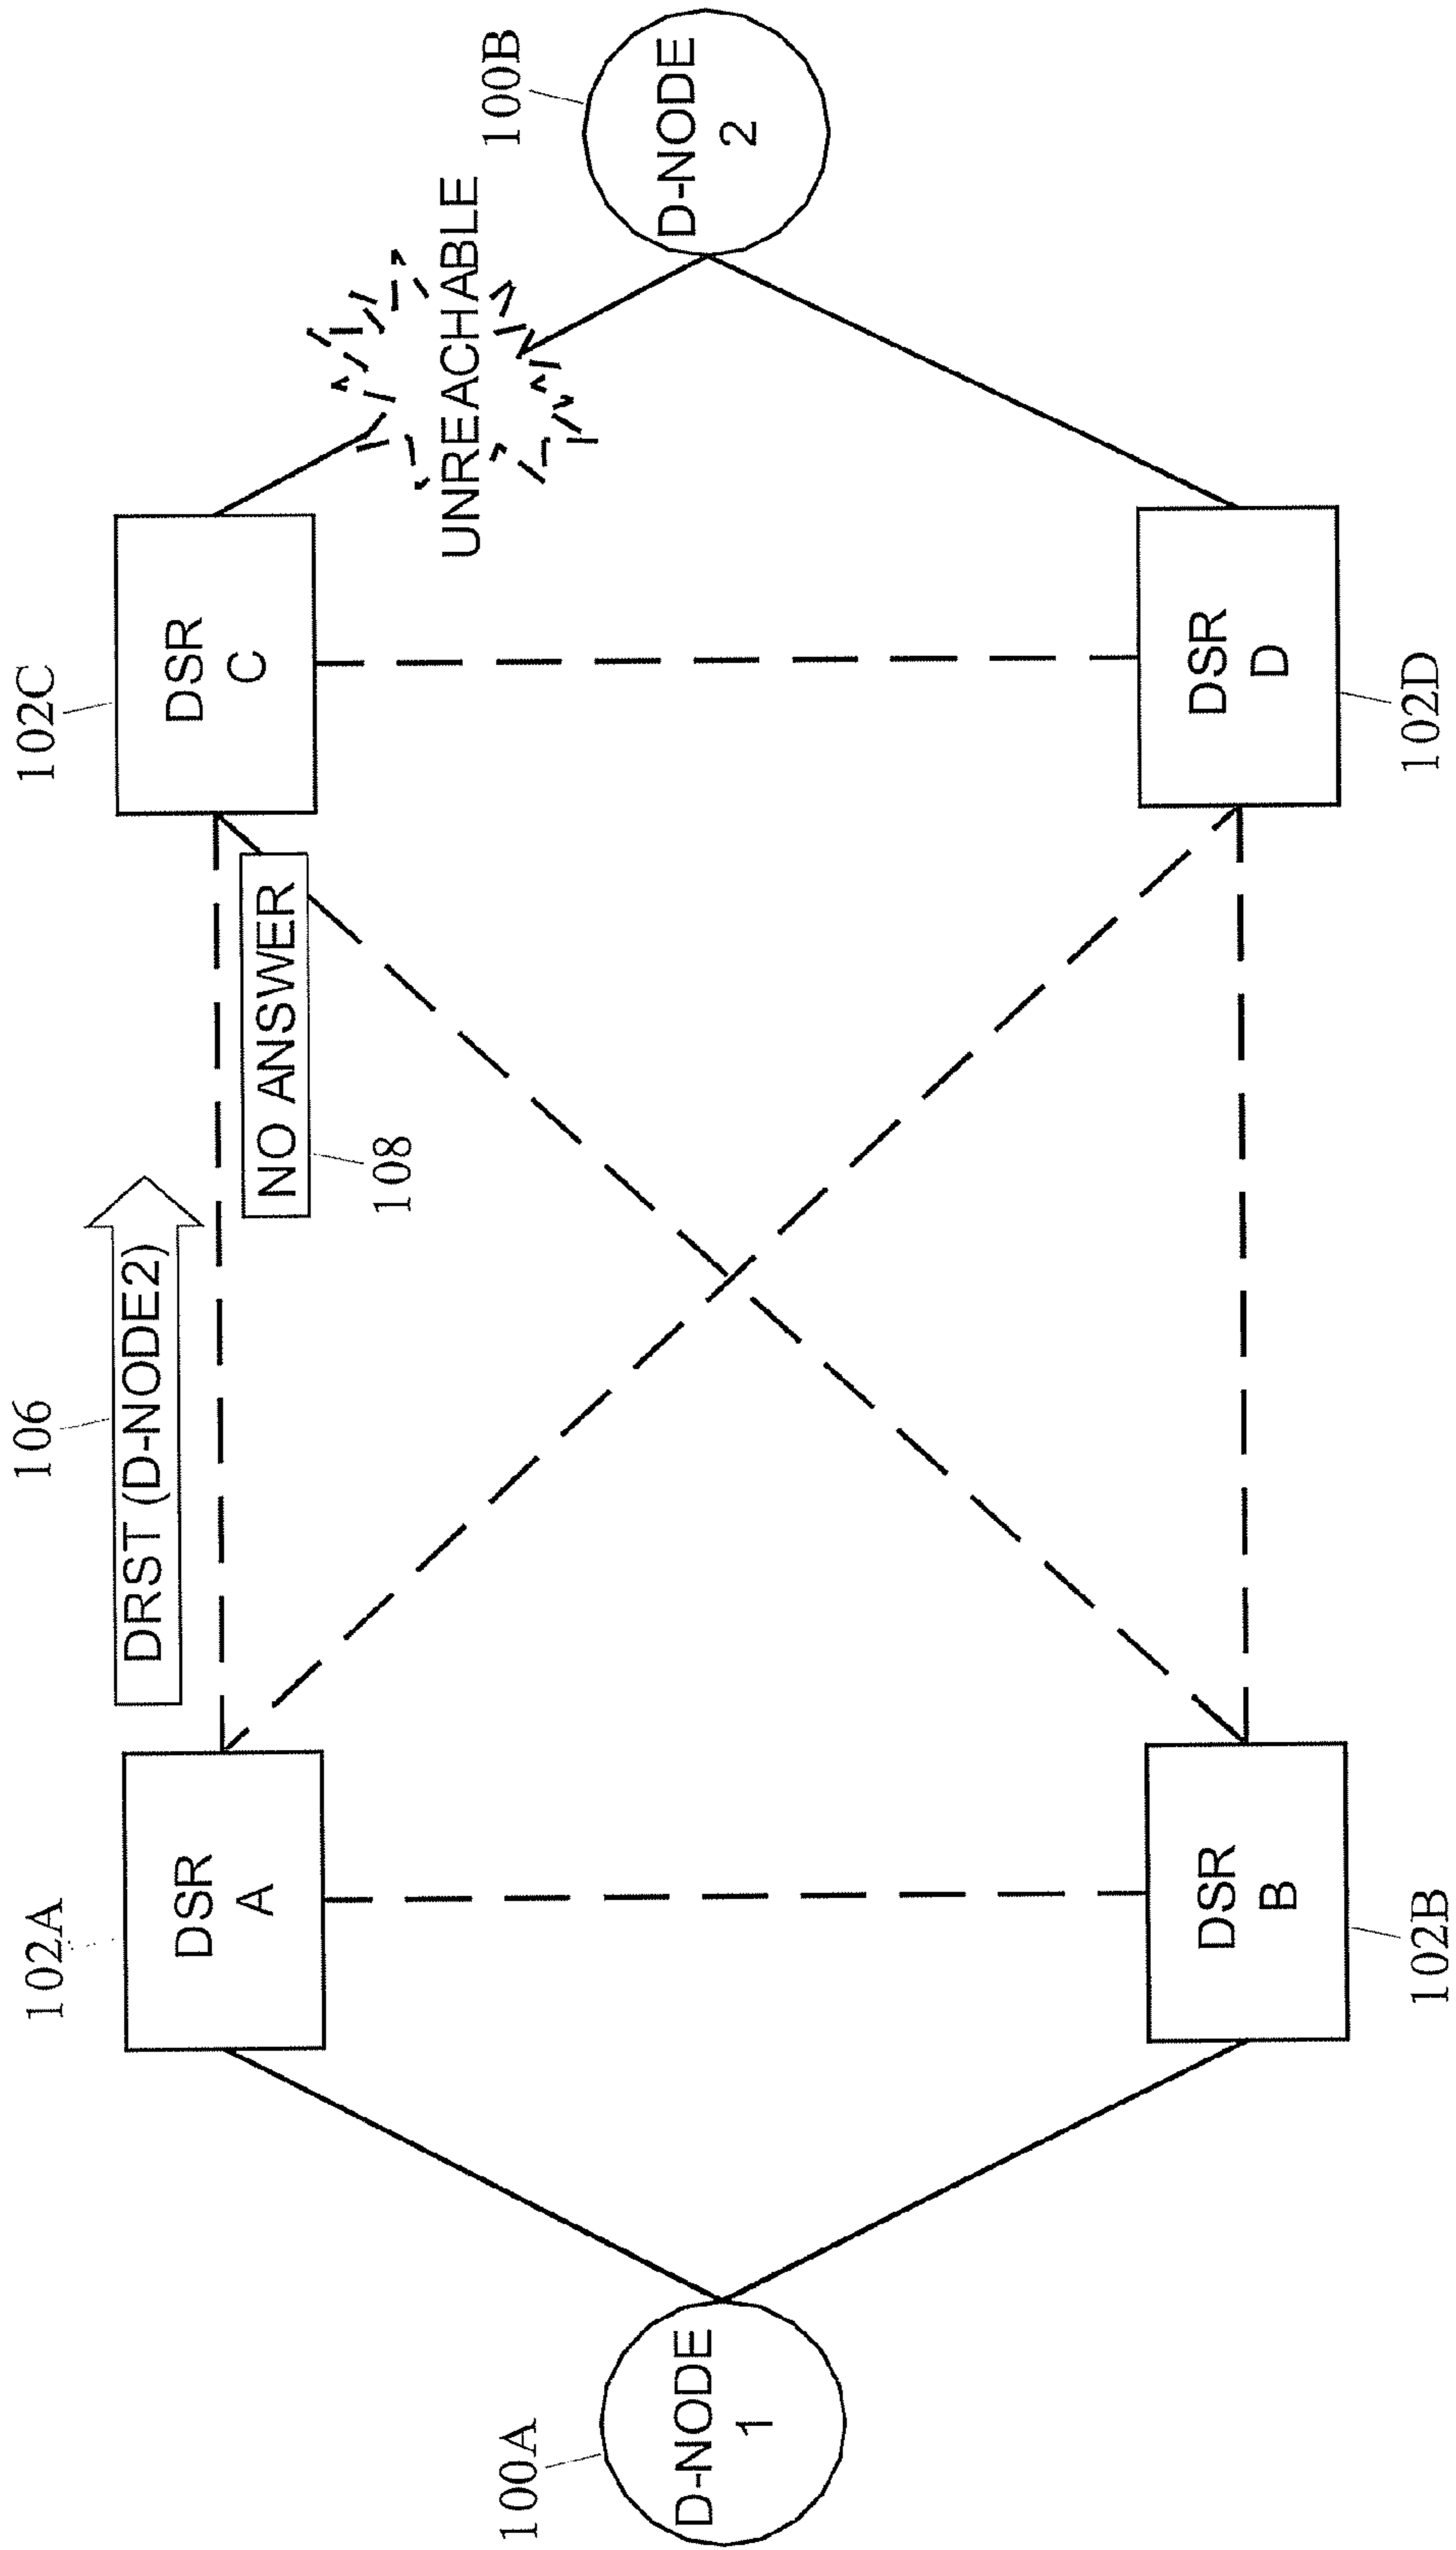 102A
DSR
A
106
DRST (D-NODE2)
NO ANSWER
108
102C
DSR
C
UNREACHABLE
100A
D-NODE
1
100B
D-NODE
2
DSR
B
102B
DSR
D
102D